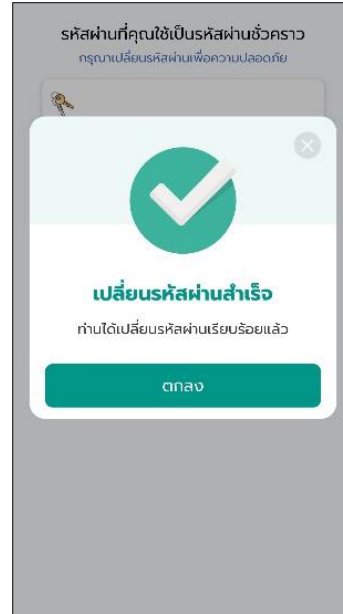 รหัสผ่านที่คุณใช้เป็นรหัสผ่านชั่วคราว
กรุณาเปลี่ยนรหัสผ่านเพื่อความปลอดภัย
เปลี่ยนรหัสผ่านสำเร็จ
ท่านได้เปลี่ยนรหัสผ่านเรียบร้อยแล้ว
ตกลง